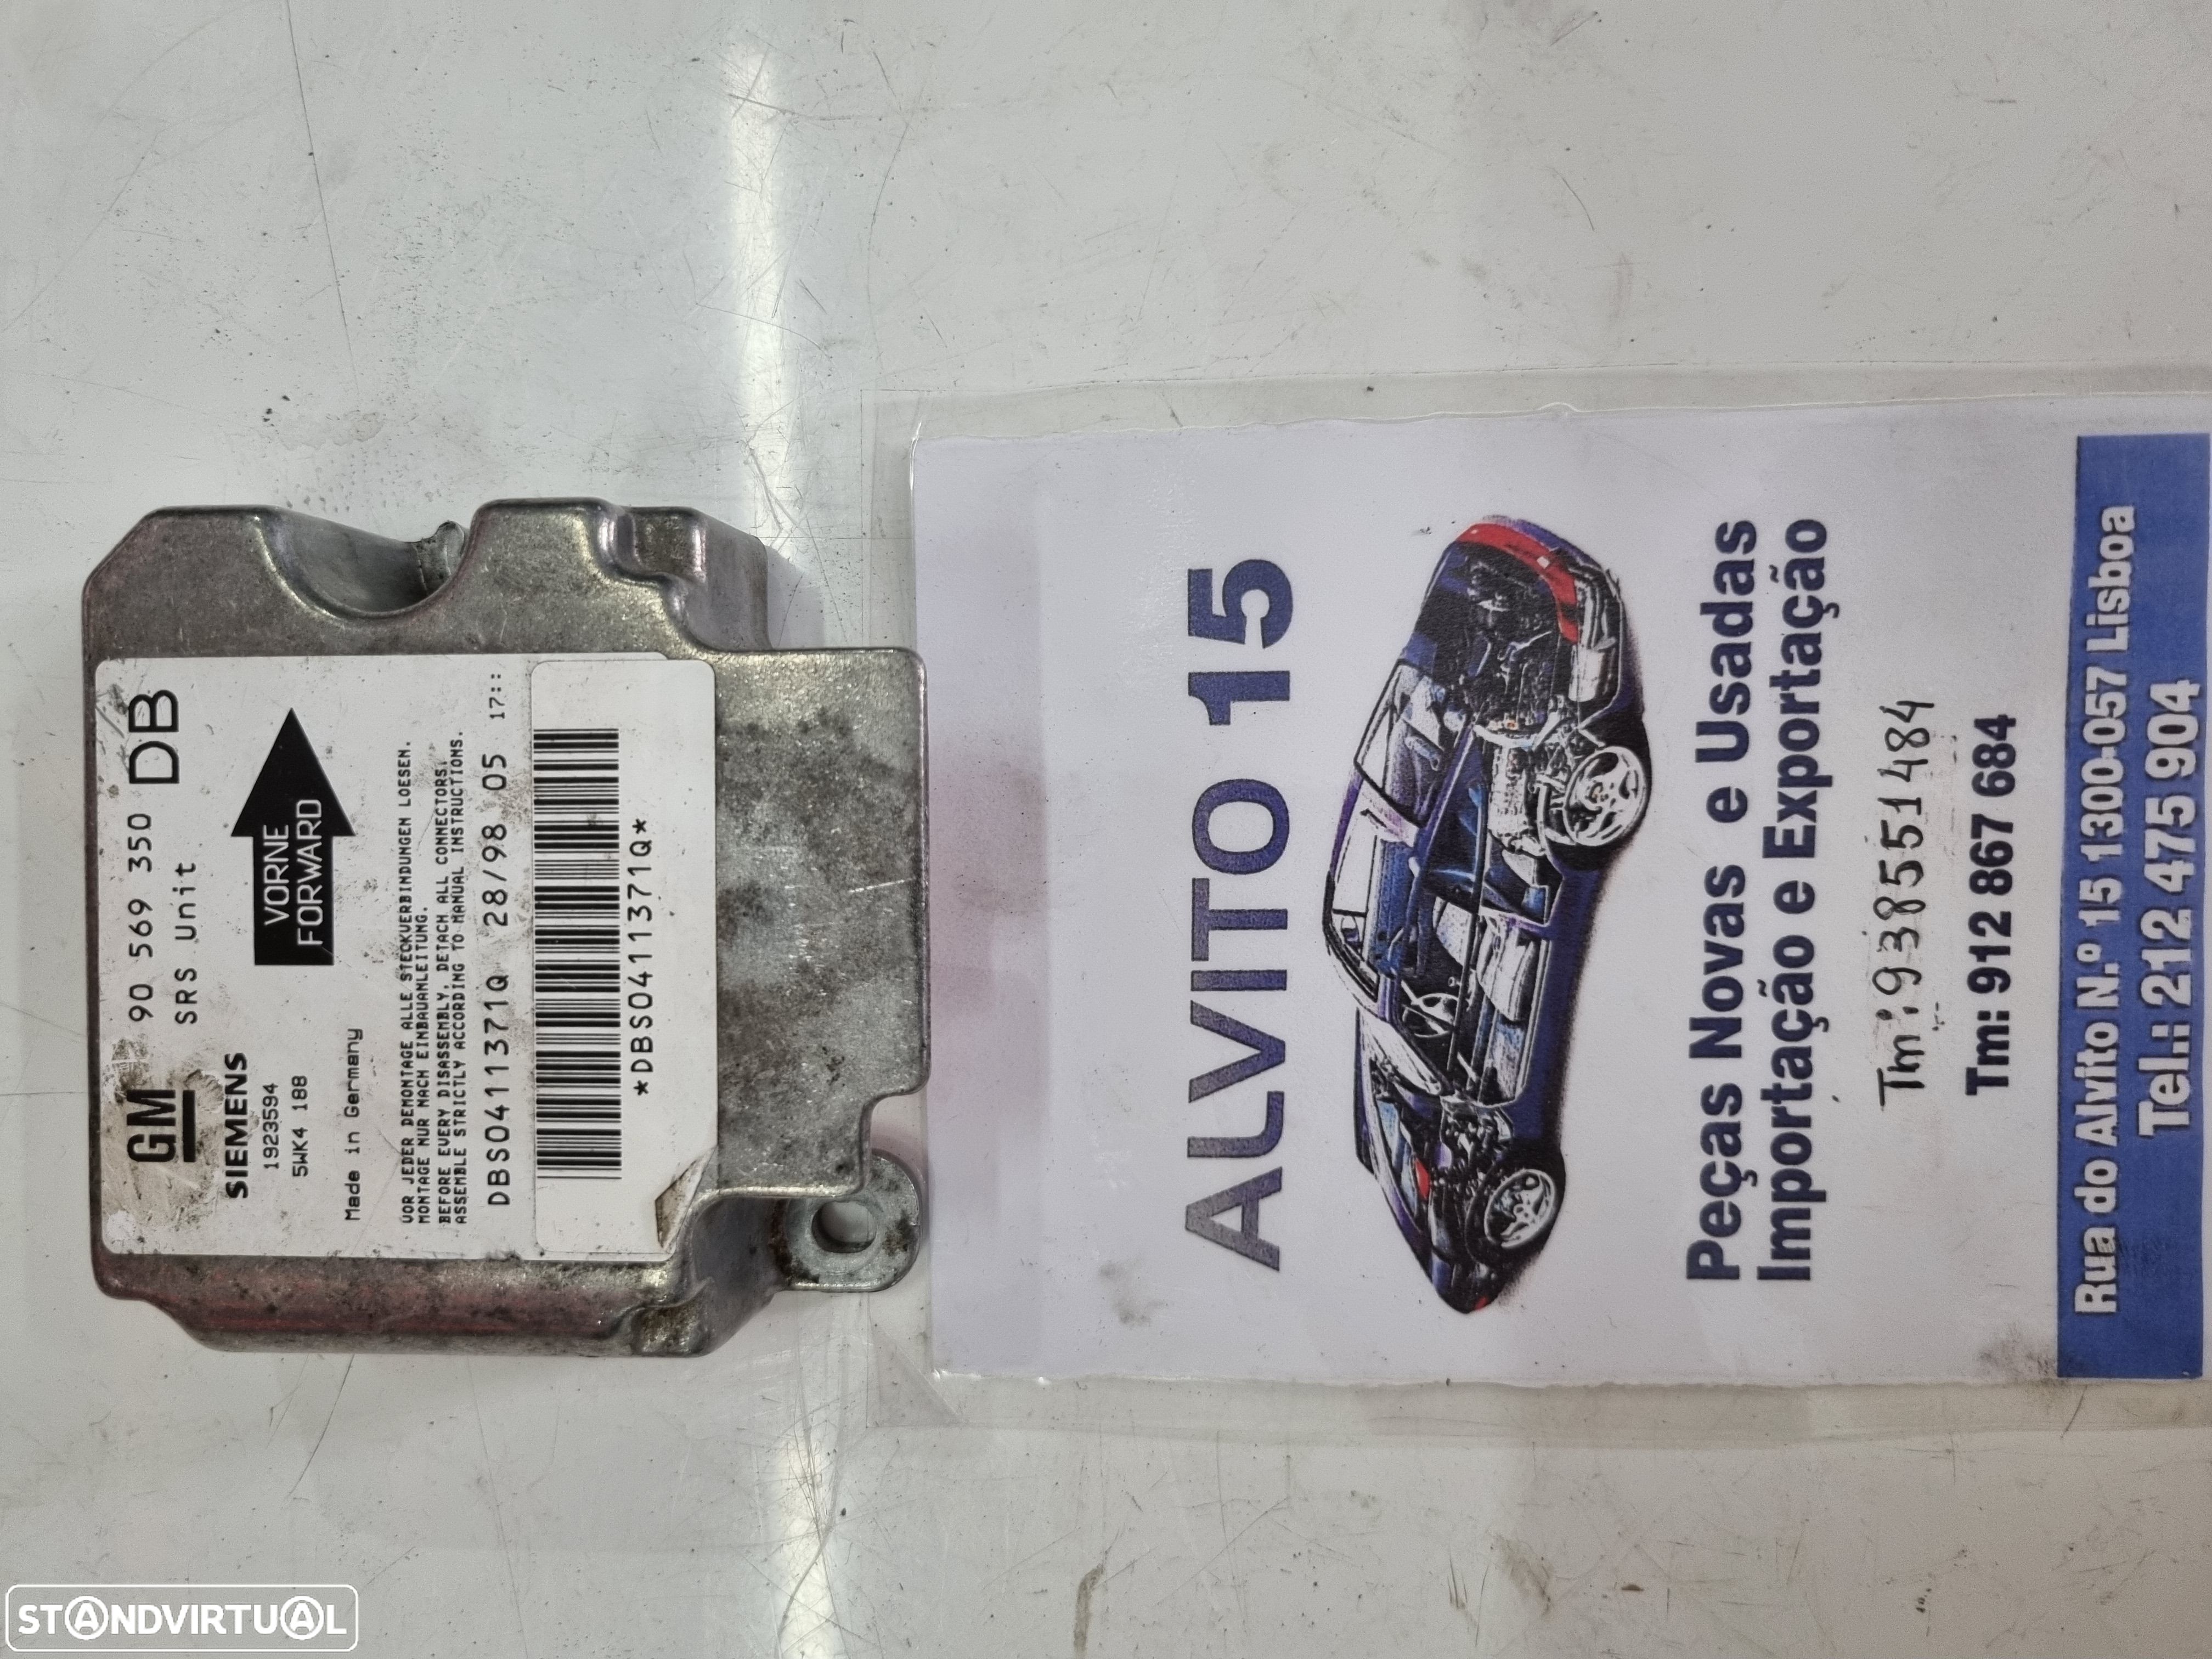 GM 90 569 350 DB
SRS Unit
SIEMENS
VORNE
FORWARD
1923594
5WK4 188
Made in Germany
VOR JEDER DEMONTAGE ALLE STECKVERBINDUNGEN LOESEN.
MONTAGE NUR NACH EINBAUANLEITUNG.
BEFORE EVERY DISASSEMBLY, DETACH ALL CONNECTORS.
ASSEMBLE STRICTLY ACCORDING TO MANUAL INSTRUCTIONS.
DBS0411371Q 28/98 05 17::
*DBS0411371Q*
ALVITO 15
Peças Novas e Usadas
Importação e Exportação
Tm: 938551484
Tm: 912 867 684
Rua do Alvito N.º 15 1300-057 Lisboa
Tel.: 212 475 904
STANDVIRTUAL